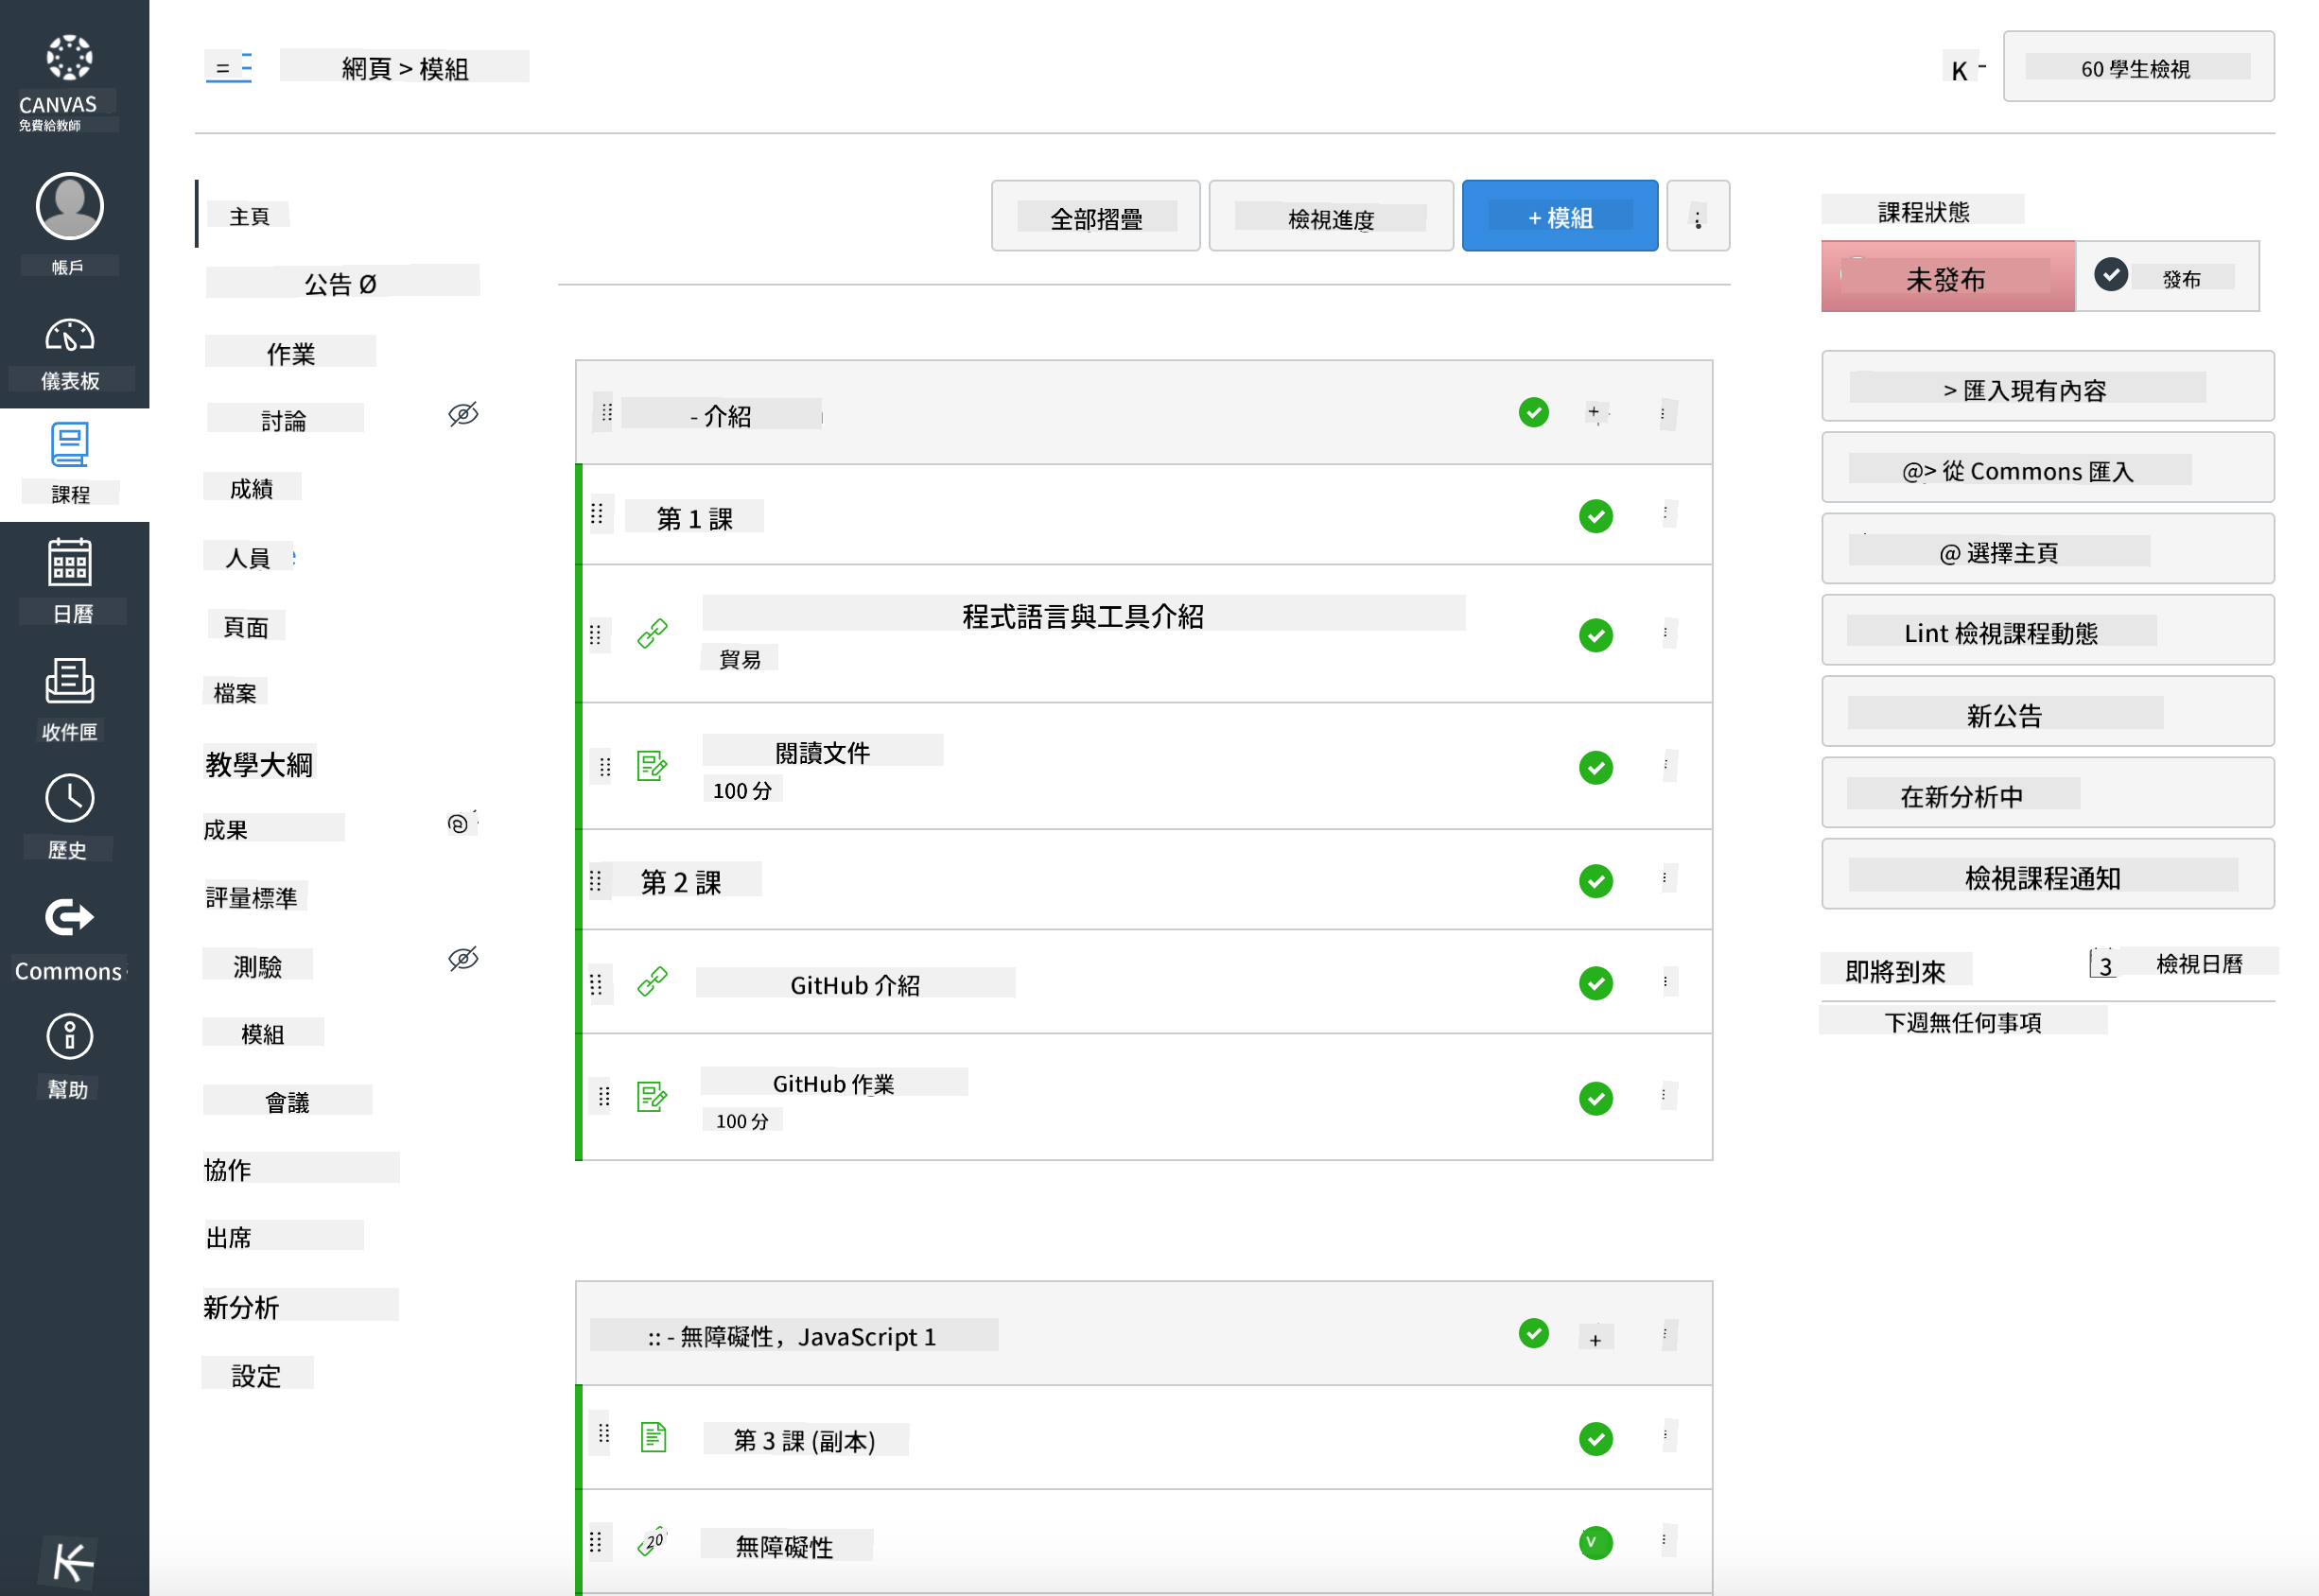 CANVAS
免費給教師
帳戶
儀表板
課程
日曆
收件匣
歷史
Commons
幫助
= 網頁 > 模組
K
60 學生檢視
主頁
公告 Ø
作業
討論
成績
人員
頁面
檔案
教學大綱
成果
評量標準
測驗
模組
會議
協作
出席
新分析
設定
全部摺疊
檢視進度
+ 模組
- 介紹
+
第 1 課
程式語言與工具介紹
貿易
閱讀文件
100 分
第 2 課
GitHub 介紹
GitHub 作業
100 分
:: - 無障礙性，JavaScript 1
+
第 3 課 (副本)
20
無障礙性
v
課程狀態
未發布
發布
> 匯入現有內容
@> 從 Commons 匯入
@ 選擇主頁
Lint 檢視課程動態
新公告
在新分析中
檢視課程通知
即將到來
3 檢視日曆
下週無任何事項